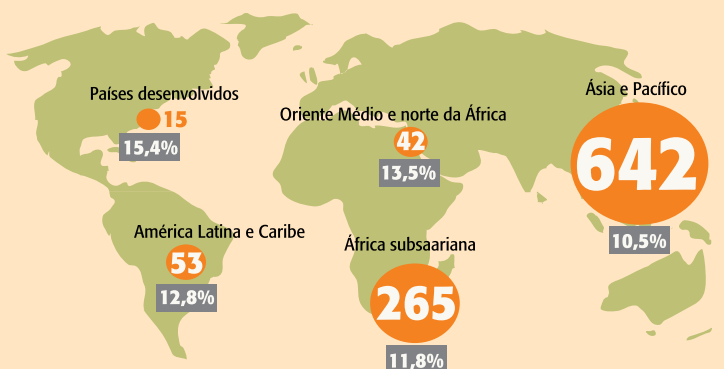 Países desenvolvidos
15
15,4%
Oriente Médio e norte da África
42
13,5%
Ásia e Pacífico
642
10,5%
América Latina e Caribe
53
12,8%
África subsaariana
265
11,8%